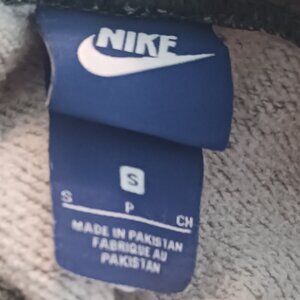 NIKE
S
S P CH
MADE IN PAKISTAN
FABRIQUE AU
PAKISTAN